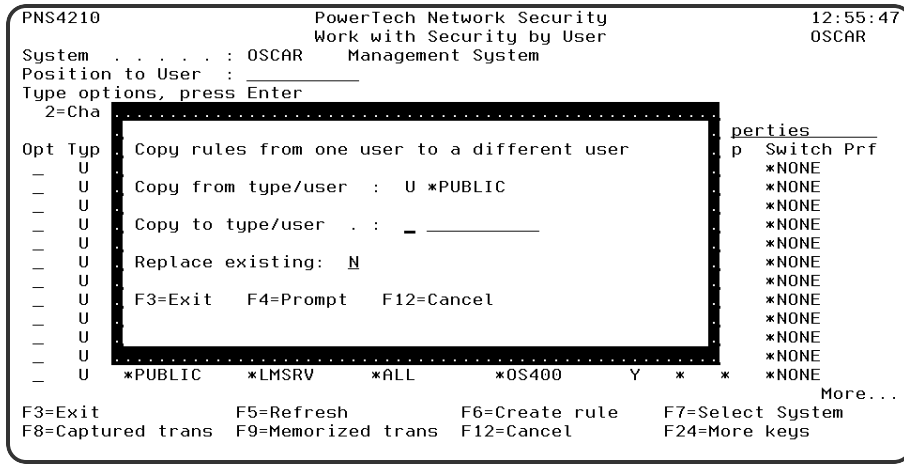 PNS4210 PowerTech Network Security 12:55:47
Work with Security by User OSCAR
System . . . . . : OSCAR Management System
Position to User :
Type options, press Enter
2=Cha
perties
Opt Typ Copy rules from one user to a different user p Switch Prf
_ U *NONE
_ U Copy from type/user : U *PUBLIC *NONE
_ U *NONE
_ U Copy to type/user . : _ *NONE
_ U *NONE
_ U Replace existing: N *NONE
_ U *NONE
_ U F3=Exit F4=Prompt F12=Cancel *NONE
_ U *NONE
_ U *NONE
_ U *NONE
_ U *PUBLIC *LMSRV *ALL *OS400 Y * * *NONE
More...
F3=Exit F5=Refresh F6=Create rule F7=Select System
F8=Captured trans F9=Memorized trans F12=Cancel F24=More keys